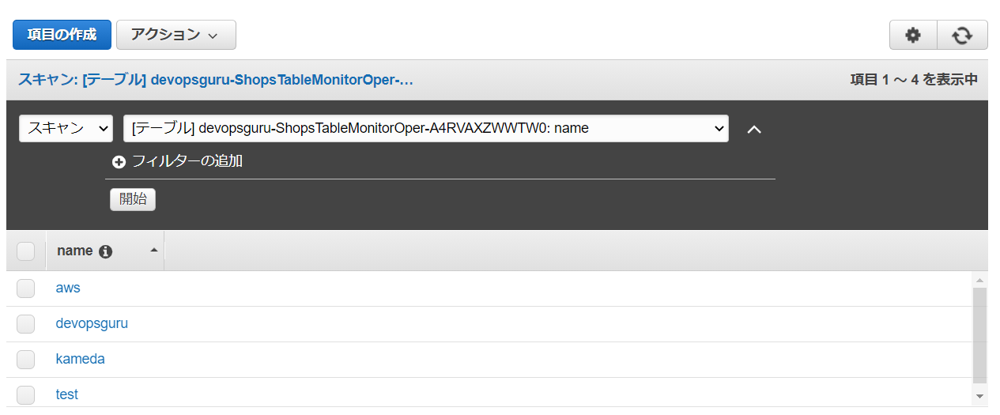 項目の作成 アクション
スキャン: [テーブル] devopsguru-ShopsTableMonitorOper-… 項目 1 ～ 4 を表示中
スキャン [テーブル] devopsguru-ShopsTableMonitorOper-A4RVAXZWWTW0: name
フィルターの追加
開始
name
aws
devopsguru
kameda
test